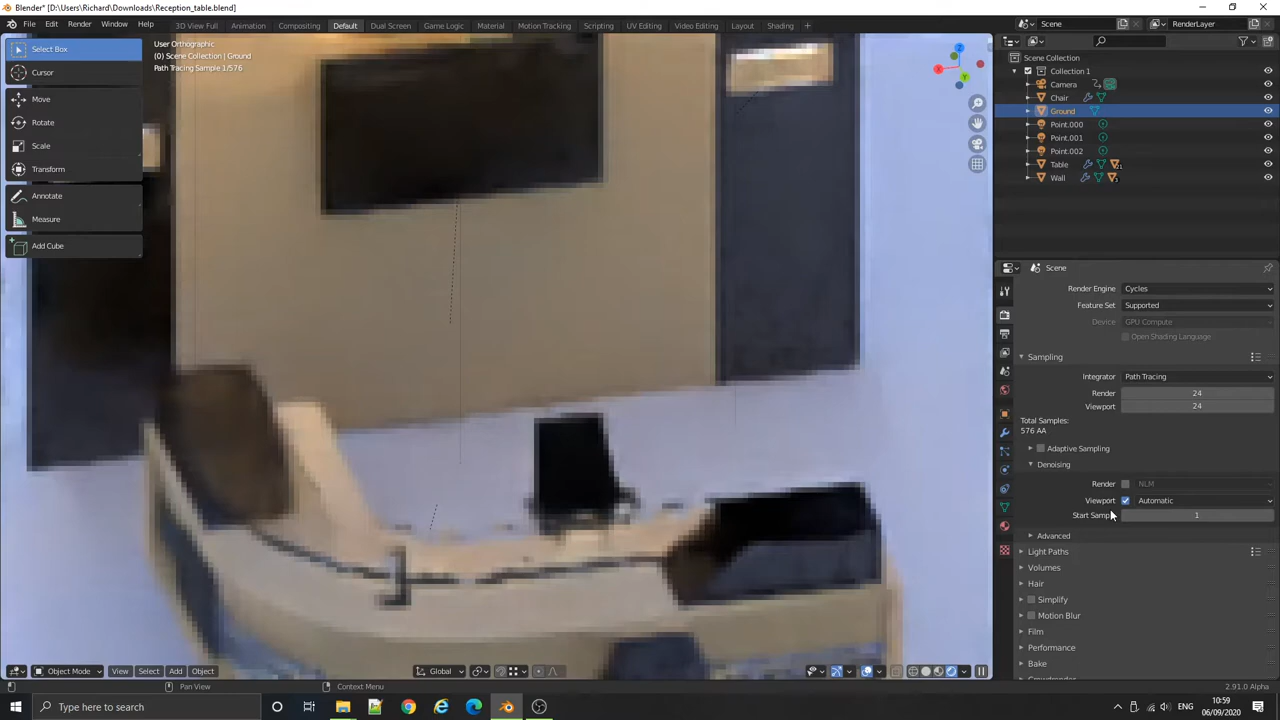 Blender* [D:\Users\Richard\Downloads\Reception_table.blend]
File Edit Render Window Help 3D View Full Animation Compositing Default Dual Screen Game Logic Material Motion Tracking Scripting UV Editing Video Editing Layout Shading + Scene RenderLayer
Select Box
Cursor
Move
Rotate
Scale
Transform
Annotate
Measure
Add Cube
User Orthographic
(0) Scene Collection | Ground
Path Tracing Sample 1/576
Z
X
Y
Scene Collection
Collection 1
Camera
Chair
Ground
Point.000
Point.001
Point.002
Table 21
Wall 3
Scene
Render Engine Cycles
Feature Set Supported
Device GPU Compute
Open Shading Language
Sampling
Integrator Path Tracing
Render 24
Viewport 24
Total Samples:
576 AA
Adaptive Sampling
Denoising
Render NLM
Viewport Automatic
Start Samp 1
Advanced
Light Paths
Volumes
Hair
Simplify
Motion Blur
Film
Performance
Bake
Object Mode View Select Add Object Global
Pan View Context Menu 2.91.0 Alpha
Type here to search
ENG
10:59
06/09/2020